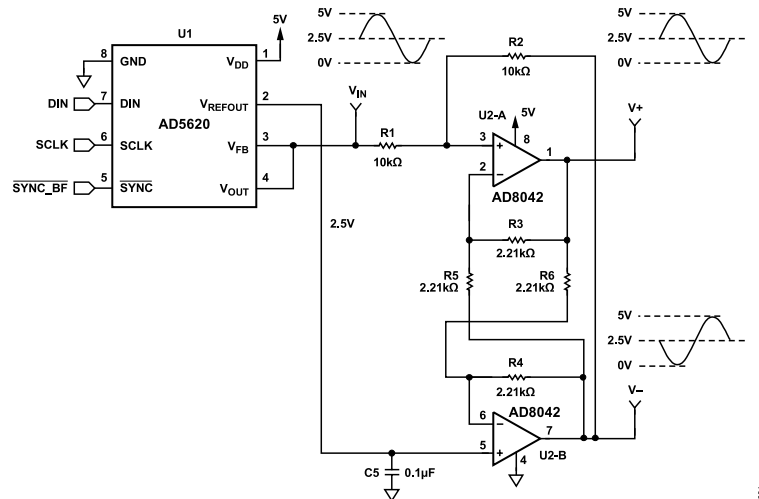 U1
AD5620
8 GND
7 DIN
6 SCLK
5 SYNC
VDD 1
VREFOUT 2
VFB 3
VOUT 4
DIN
SCLK
SYNC_BF
5V
5V
2.5V
0V
VIN
R1
10kΩ
R2
10kΩ
U2-A
5V
8
3
2
1
+
–
AD8042
5V
2.5V
0V
V+
R3
2.21kΩ
R5
2.21kΩ
R6
2.21kΩ
2.5V
5V
2.5V
0V
R4
2.21kΩ
AD8042
V–
6
5
7
–
+
4
U2-B
C5
0.1µF